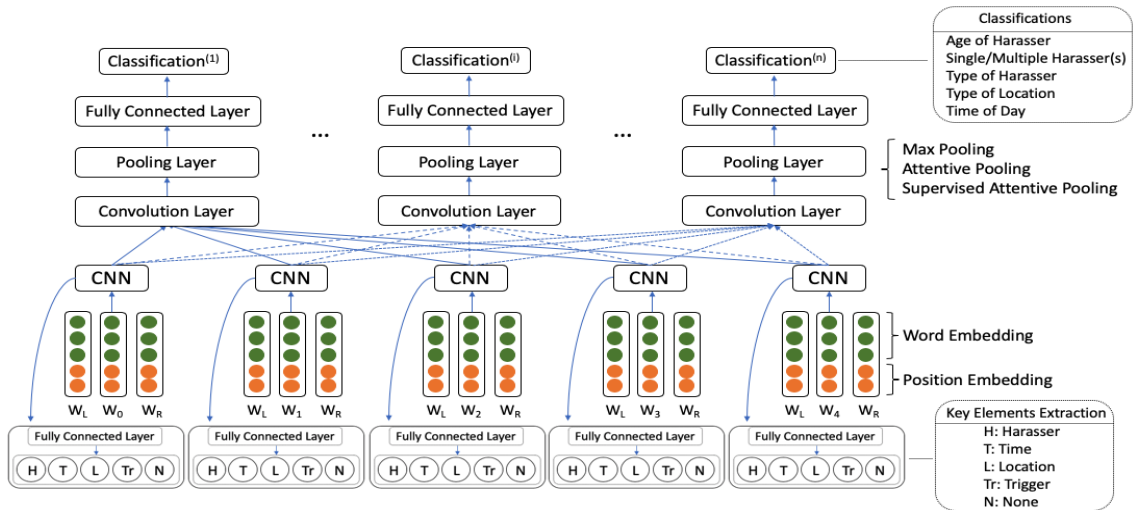 Classifications
Age of Harasser
Single/Multiple Harasser(s)
Type of Harasser
Type of Location
Time of Day
Classification(1) Classification(i) Classification(n)
Fully Connected Layer Fully Connected Layer Fully Connected Layer
... ...
Pooling Layer Pooling Layer Pooling Layer
Max Pooling
Attentive Pooling
Supervised Attentive Pooling
Convolution Layer Convolution Layer Convolution Layer
CNN CNN CNN CNN CNN
Word Embedding
Position Embedding
WL W0 WR WL W1 WR WL W2 WR WL W3 WR WL W4 WR
Fully Connected Layer Fully Connected Layer Fully Connected Layer Fully Connected Layer Fully Connected Layer
H T L Tr N H T L Tr N H T L Tr N H T L Tr N H T L Tr N
Key Elements Extraction
H: Harasser
T: Time
L: Location
Tr: Trigger
N: None